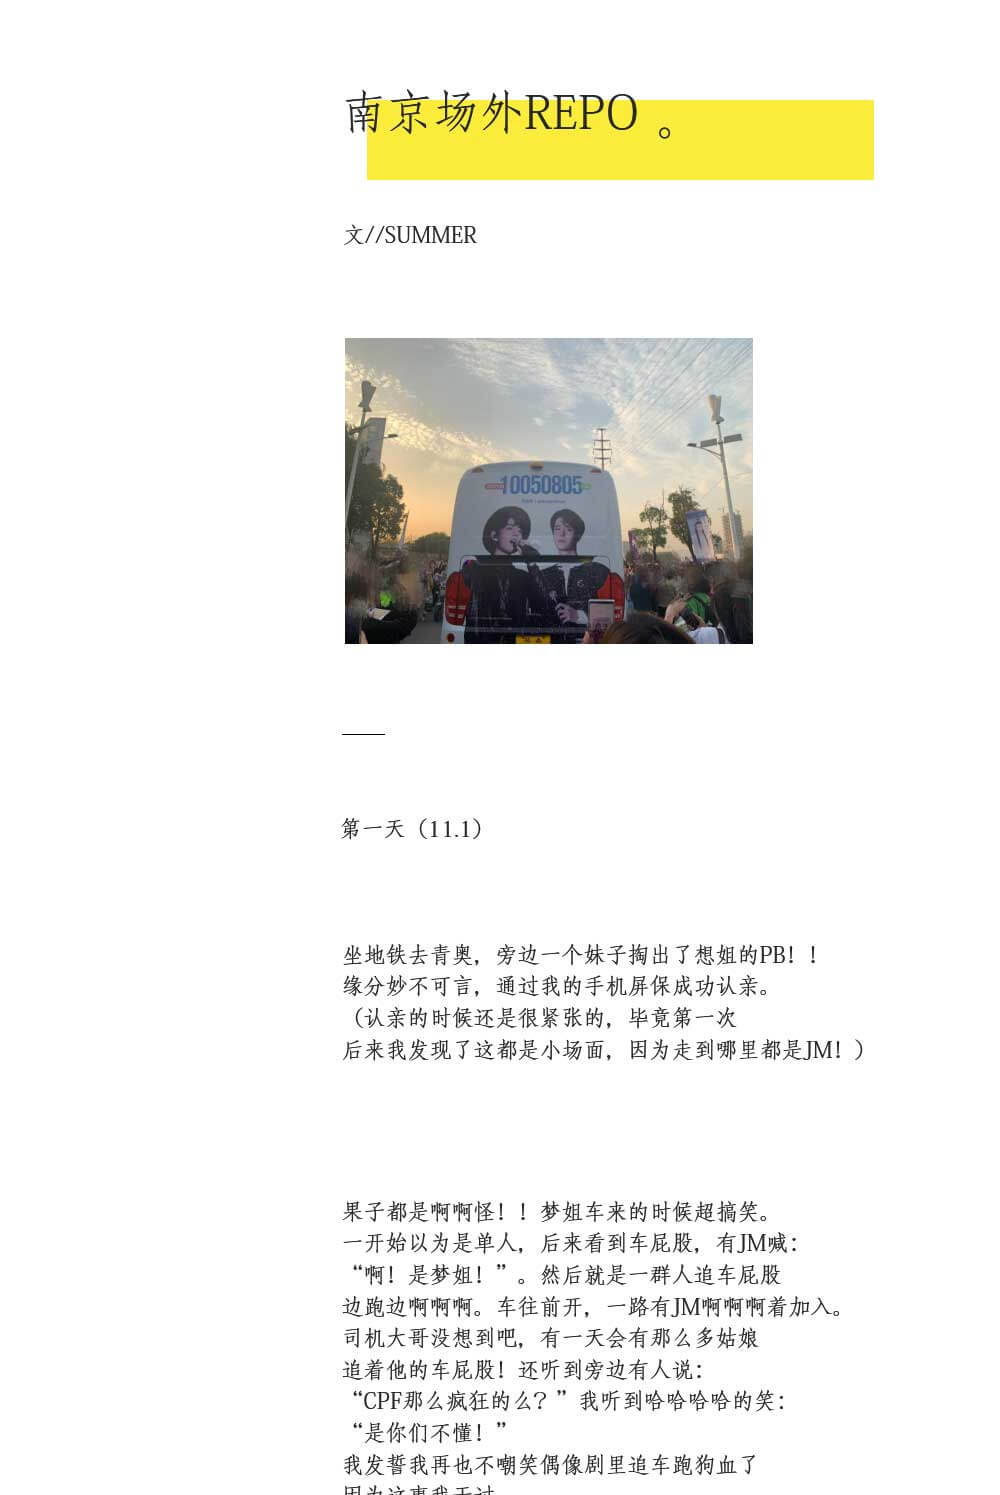 南京场外REPO 。
文//SUMMER
10050805
第一天（11.1）
坐地铁去青奥，旁边一个妹子掏出了想姐的PB！！
缘分妙不可言，通过我的手机屏保成功认亲。
（认亲的时候还是很紧张的，毕竟第一次
后来我发现了这都是小场面，因为走到哪里都是JM！）
果子都是啊啊怪！！梦姐车来的时候超搞笑。
一开始以为是单人，后来看到车屁股，有JM喊：
“啊！是梦姐！”。然后就是一群人追车屁股
边跑边啊啊啊。车往前开，一路有JM啊啊啊着加入。
司机大哥没想到吧，有一天会有那么多姑娘
追着他的车屁股！还听到旁边有人说：
“CPF那么疯狂的么？”我听到哈哈哈哈的笑：
“是你们不懂！”
我发誓我再也不嘲笑偶像剧里追车跑狗血了
因为这事我干过